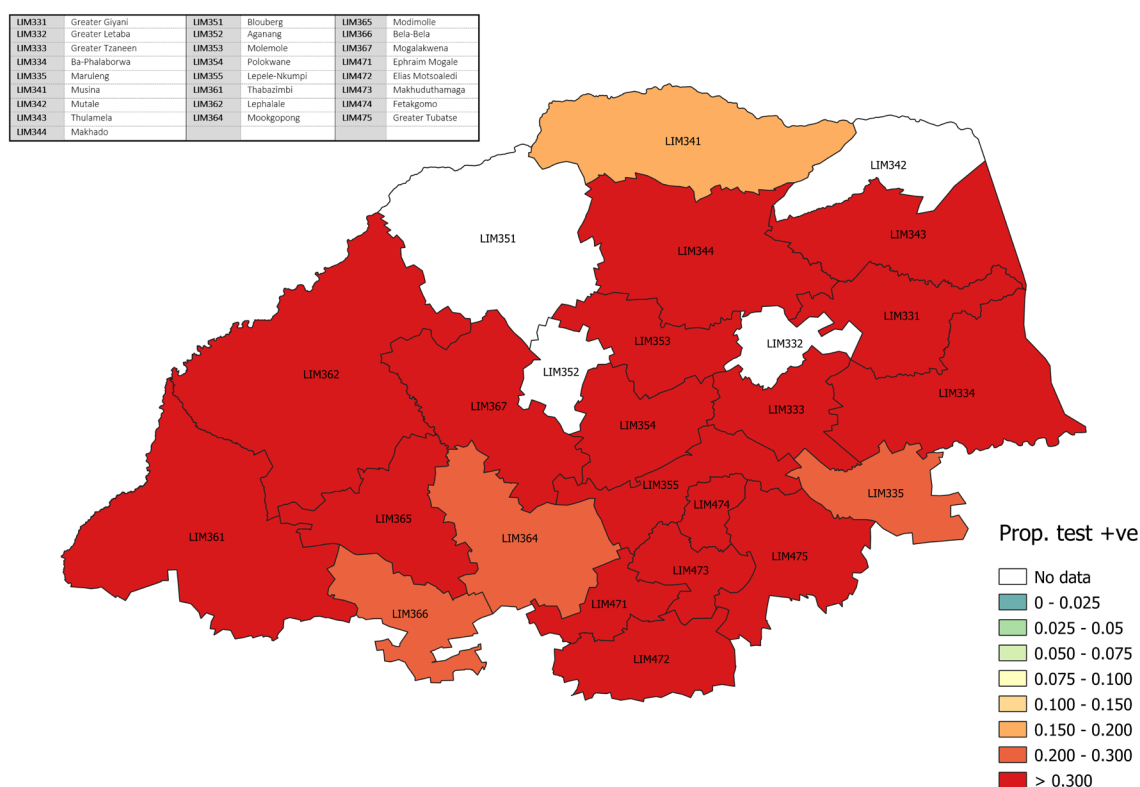 LIM331 Greater Giyani LIM351 Blouberg LIM365 Modimolle
LIM332 Greater Letaba LIM352 Aganang LIM366 Bela-Bela
LIM333 Greater Tzaneen LIM353 Molemole LIM367 Mogalakwena
LIM334 Ba-Phalaborwa LIM354 Polokwane LIM471 Ephraim Mogale
LIM335 Maruleng LIM355 Lepele-Nkumpi LIM472 Elias Motsoaledi
LIM341 Musina LIM361 Thabazimbi LIM473 Makhuduthamaga
LIM342 Mutale LIM362 Lephalale LIM474 Fetakgomo
LIM343 Thulamela LIM364 Mookgopong LIM475 Greater Tubatse
LIM344 Makhado
LIM341
LIM342
LIM351
LIM343
LIM344
LIM331
LIM353
LIM332
LIM352
LIM362
LIM334
LIM367
LIM333
LIM354
LIM355
LIM335
LIM474
LIM365
LIM361
LIM364
LIM475
LIM473
LIM471
LIM366
LIM472
Prop. test +ve
No data
0 - 0.025
0.025 - 0.05
0.050 - 0.075
0.075 - 0.100
0.100 - 0.150
0.150 - 0.200
0.200 - 0.300
> 0.300